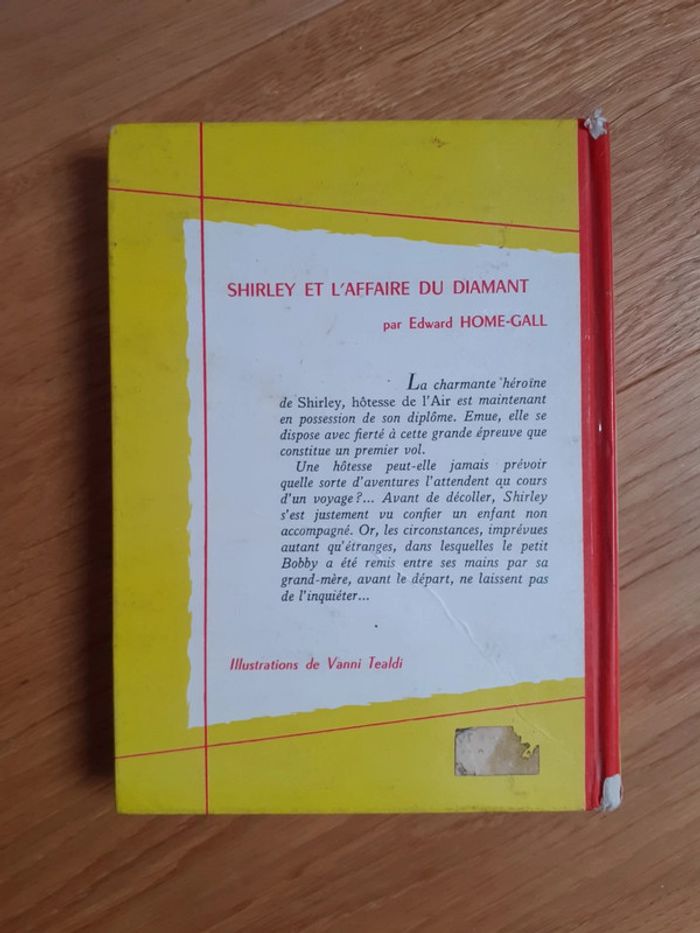 SHIRLEY ET L'AFFAIRE DU DIAMANT
par Edward HOME-GALL
La charmante héroïne
de Shirley, hôtesse de l'Air est maintenant
en possession de son diplôme. Emue, elle se
dispose avec fierté à cette grande épreuve que
constitue un premier vol.
Une hôtesse peut-elle jamais prévoir
quelle sorte d'aventures l'attendent au cours
d'un voyage ?... Avant de décoller, Shirley
s'est justement vu confier un enfant non
accompagné. Or, les circonstances, imprévues
autant qu'étranges, dans lesquelles le petit
Bobby a été remis entre ses mains par sa
grand-mère, avant le départ, ne laissent pas
de l'inquiéter...
Illustrations de Vanni Tealdi